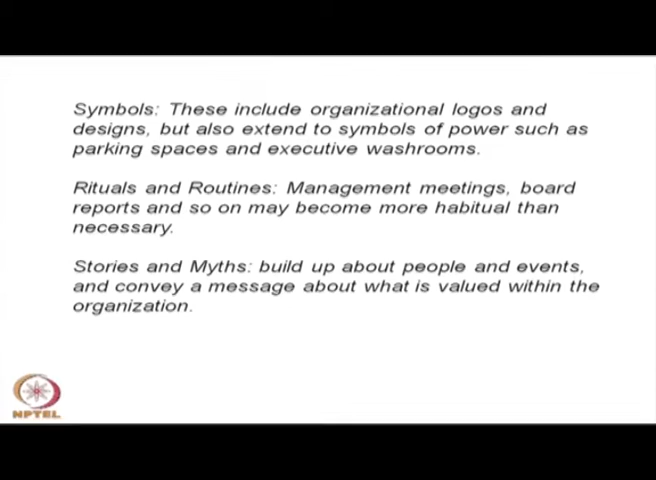 Symbols: These include organizational logos and
designs, but also extend to symbols of power such as
parking spaces and executive washrooms.
Rituals and Routines: Management meetings, board
reports and so on may become more habitual than
necessary.
Stories and Myths: build up about people and events,
and convey a message about what is valued within the
organization.
NPTEL